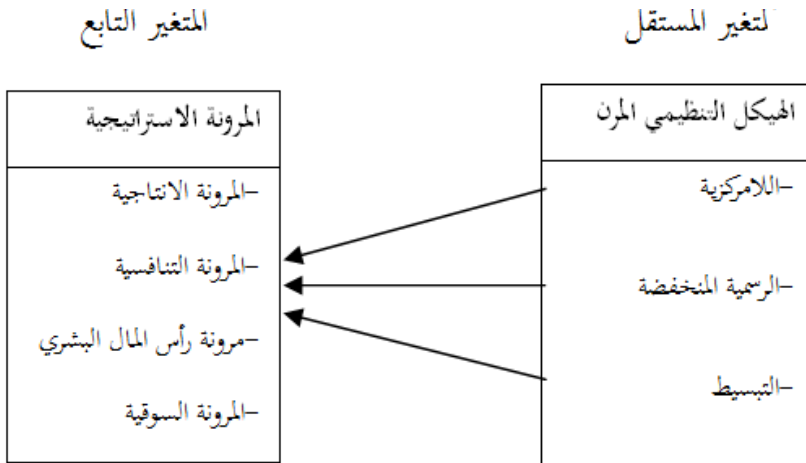 لمتغير المستقل
المتغير التابع
الهيكل التنظيمي المرن
-اللامركزية
-الرسمية المنخفضة
-التبسيط
المرونة الاستراتيجية
-المرونة الانتاجية
-المرونة التنافسية
-مرونة رأس المال البشري
-المرونة السوقية